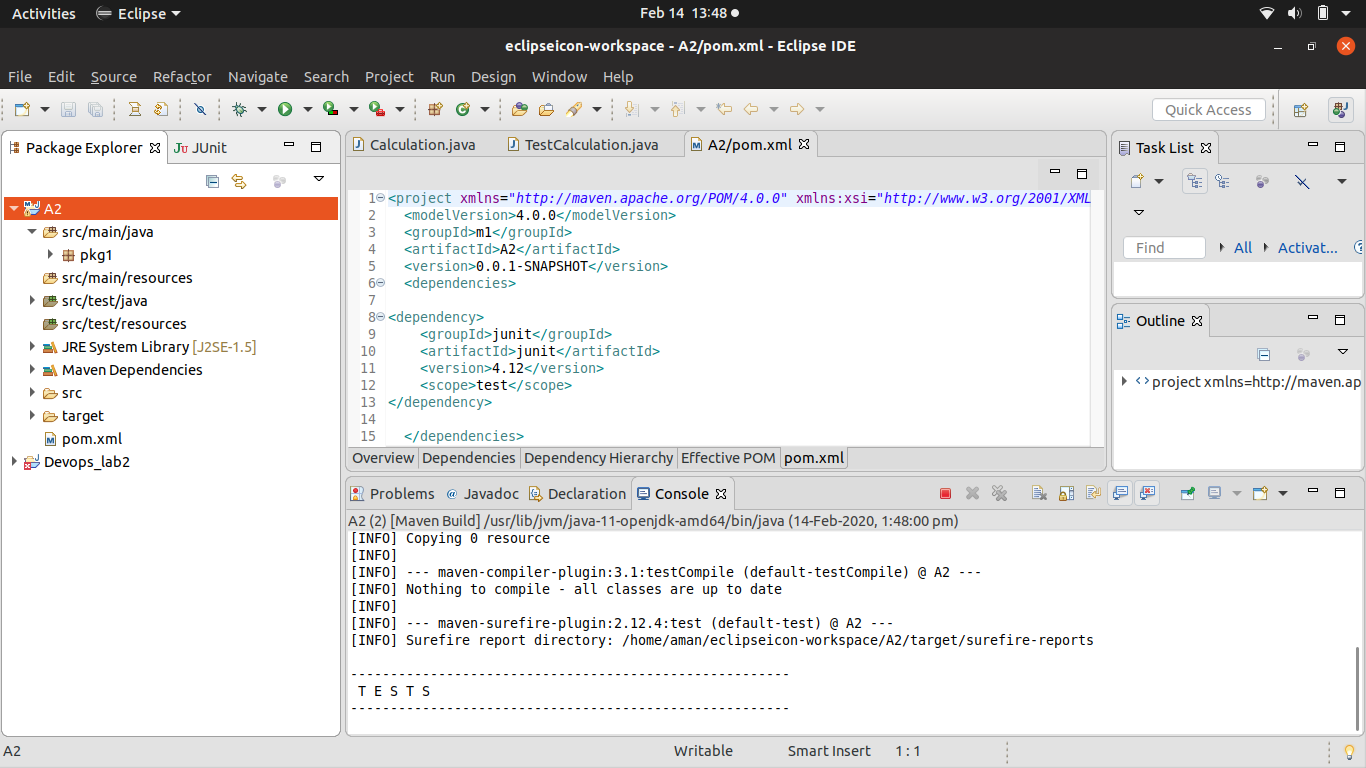 Activities Eclipse Feb 14 13:48
eclipseicon-workspace - A2/pom.xml - Eclipse IDE
File Edit Source Refactor Navigate Search Project Run Design Window Help
Quick Access
Package Explorer JUnit
A2
src/main/java
pkg1
src/main/resources
src/test/java
src/test/resources
JRE System Library [J2SE-1.5]
Maven Dependencies
src
target
pom.xml
Devops_lab2
Calculation.java TestCalculation.java A2/pom.xml
1 <project xmlns="http://maven.apache.org/POM/4.0.0" xmlns:xsi="http://www.w3.org/2001/XML
2 <modelVersion>4.0.0</modelVersion>
3 <groupId>m1</groupId>
4 <artifactId>A2</artifactId>
5 <version>0.0.1-SNAPSHOT</version>
6 <dependencies>
7
8 <dependency>
9 <groupId>junit</groupId>
10 <artifactId>junit</artifactId>
11 <version>4.12</version>
12 <scope>test</scope>
13 </dependency>
14
15 </dependencies>
Overview Dependencies Dependency Hierarchy Effective POM pom.xml
Task List
Find All Activat...
Outline
project xmlns=http://maven.ap
Problems Javadoc Declaration Console
A2 (2) [Maven Build] /usr/lib/jvm/java-11-openjdk-amd64/bin/java (14-Feb-2020, 1:48:00 pm)
[INFO] Copying 0 resource
[INFO]
[INFO] --- maven-compiler-plugin:3.1:testCompile (default-testCompile) @ A2 ---
[INFO] Nothing to compile - all classes are up to date
[INFO]
[INFO] --- maven-surefire-plugin:2.12.4:test (default-test) @ A2 ---
[INFO] Surefire report directory: /home/aman/eclipseicon-workspace/A2/target/surefire-reports
-------------------------------------------------------
T E S T S
-------------------------------------------------------
A2 Writable Smart Insert 1 : 1